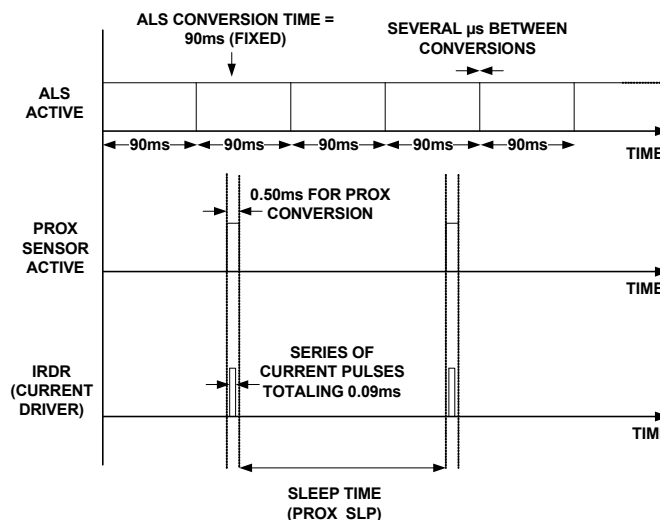 ALS CONVERSION TIME =
90ms (FIXED)
SEVERAL µs BETWEEN
CONVERSIONS
ALS
ACTIVE
90ms 90ms 90ms 90ms 90ms
TIME
0.50ms FOR PROX
CONVERSION
PROX
SENSOR
ACTIVE
TIME
IRDR
(CURRENT
DRIVER)
SERIES OF
CURRENT PULSES
TOTALING 0.09ms
TIME
SLEEP TIME
(PROX_SLP)